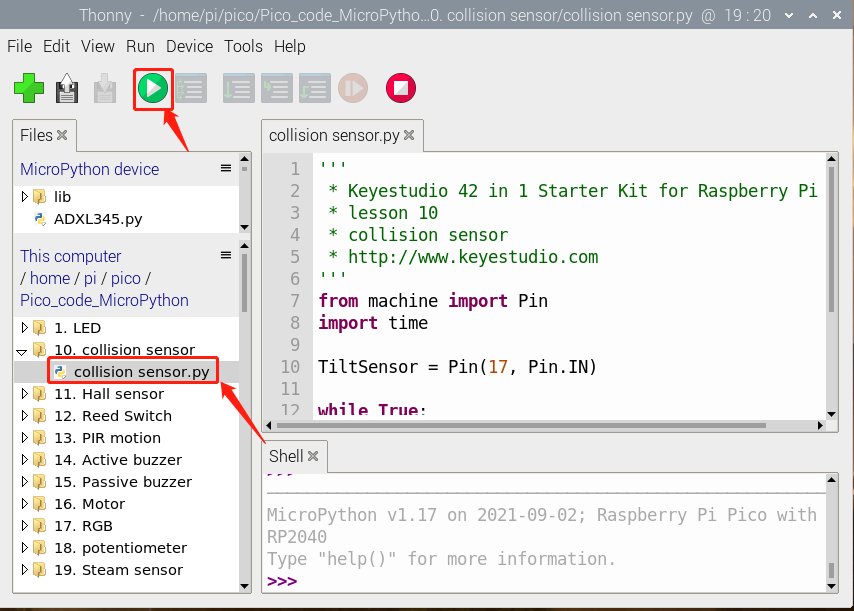 Thonny - /home/pi/pico/Pico_code_MicroPytho...0. collision sensor/collision sensor.py @ 19 : 20
File Edit View Run Device Tools Help
Files
MicroPython device
lib
ADXL345.py
This computer
/ home / pi / pico /
Pico_code_MicroPython
1. LED
10. collision sensor
collision sensor.py
11. Hall sensor
12. Reed Switch
13. PIR motion
14. Active buzzer
15. Passive buzzer
16. Motor
17. RGB
18. potentiometer
19. Steam sensor
collision sensor.py
1 '''
2 * Keyestudio 42 in 1 Starter Kit for Raspberry Pi
3 * lesson 10
4 * collision sensor
5 * http://www.keyestudio.com
6 '''
7 from machine import Pin
8 import time
9
10 TiltSensor = Pin(17, Pin.IN)
11
12 while True:
Shell
>>>
MicroPython v1.17 on 2021-09-02; Raspberry Pi Pico with
RP2040
Type "help()" for more information.
>>>